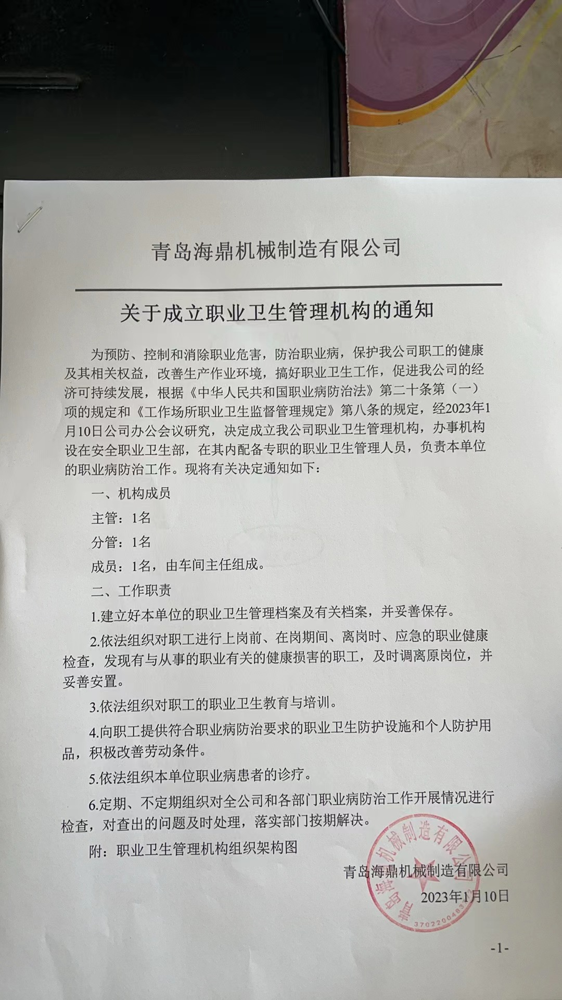 青岛海鼎机械制造有限公司
关于成立职业卫生管理机构的通知
为预防、控制和消除职业危害，防治职业病，保护我公司职工的健康
及其相关权益，改善生产作业环境，搞好职业卫生工作，促进我公司的经
济可持续发展，根据《中华人民共和国职业病防治法》第二十条第（一）
项的规定和《工作场所职业卫生监督管理规定》第八条的规定，经2023年1
月10日公司办公会议研究，决定成立我公司职业卫生管理机构，办事机构
设在安全职业卫生部，在其内配备专职的职业卫生管理人员，负责本单位
的职业病防治工作。现将有关决定通知如下：
一、机构成员
主管：1名
分管：1名
成员：1名，由车间主任组成。
二、工作职责
1.建立好本单位的职业卫生管理档案及有关档案，并妥善保存。
2.依法组织对职工进行上岗前、在岗期间、离岗时、应急的职业健康
检查，发现有与从事的职业有关的健康损害的职工，及时调离原岗位，并
妥善安置。
3.依法组织对职工的职业卫生教育与培训。
4.向职工提供符合职业病防治要求的职业卫生防护设施和个人防护用
品，积极改善劳动条件。
5.依法组织本单位职业病患者的诊疗。
6.定期、不定期组织对全公司和各部门职业病防治工作开展情况进行
检查，对查出的问题及时处理，落实部门按期解决。
附：职业卫生管理机构组织架构图
青岛海鼎机械制造有限公司
2023年1月10日
青岛海 机械制造有限公司
-1-